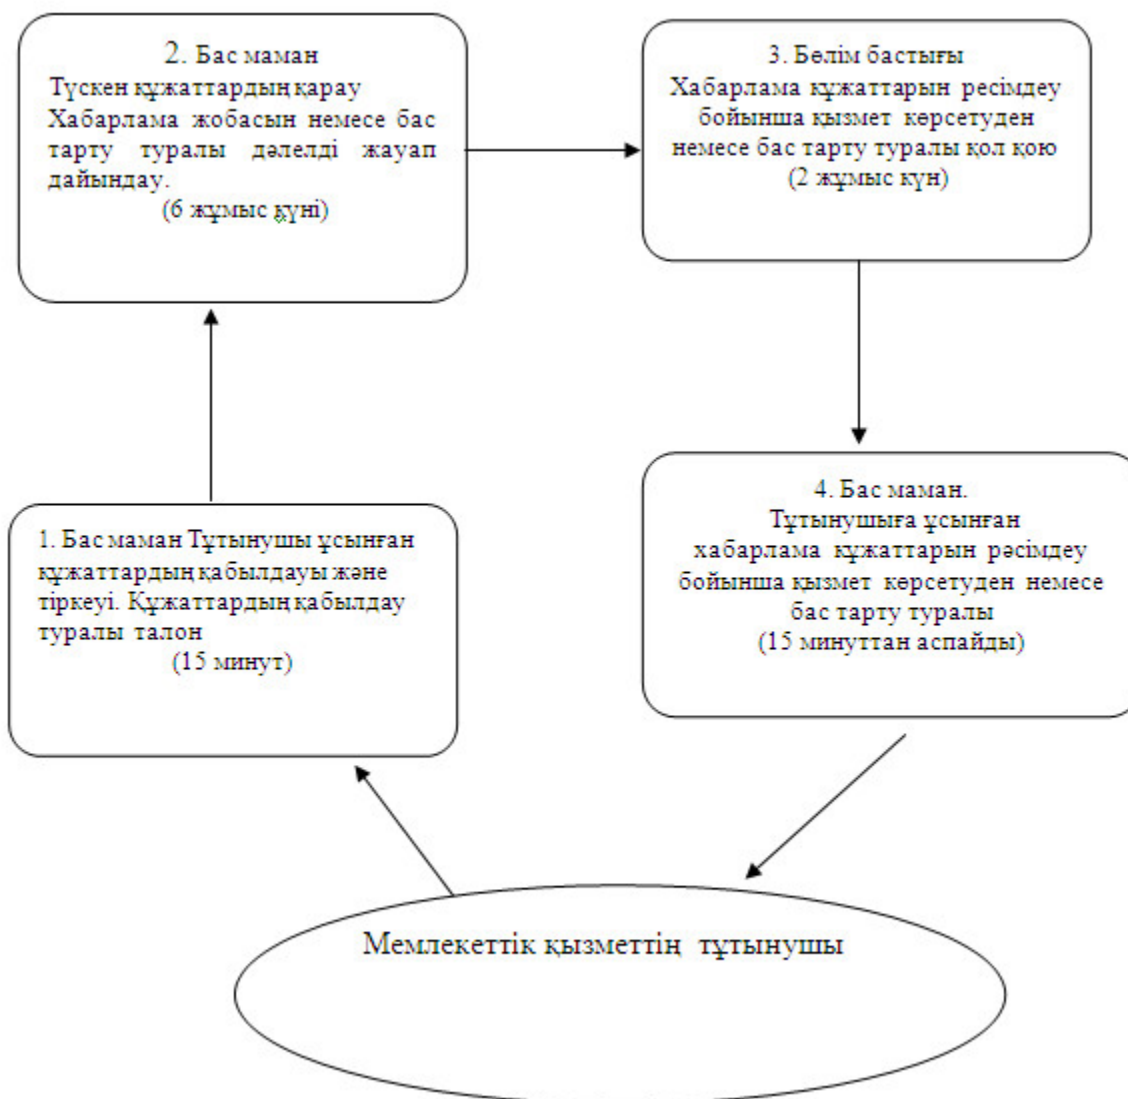 2. Бас маман
Түскен құжаттардың қарау
Хабарлама жобасын немесе бас
тарту туралы дәлелді жауап
дайындау.
(6 жұмыс күні)
3. Бөлім бастығы
Хабарлама құжаттарын ресімдеу
бойынша қызмет көрсетуден
немесе бас тарту туралы қол қою
(2 жұмыс күн)
1. Бас маман Тұтынушы ұсынған
құжаттардың қабылдауы және
тіркеуі. Құжаттардың қабылдау
туралы талон
(15 минут)
4. Бас маман.
Тұтынушыға ұсынған
хабарлама құжаттарын рәсімдеу
бойынша қызмет көрсетуден немесе
бас тарту туралы
(15 минуттан аспайды)
Мемлекеттік қызметтің тұтынушы